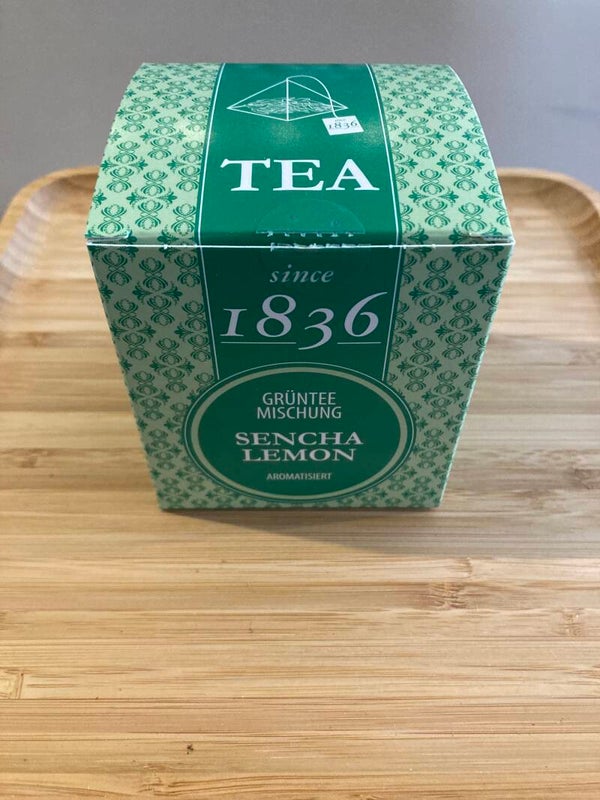 1836
TEA
since
1836
GRÜNTEE
MISCHUNG
SENCHA
LEMON
AROMATISIERT